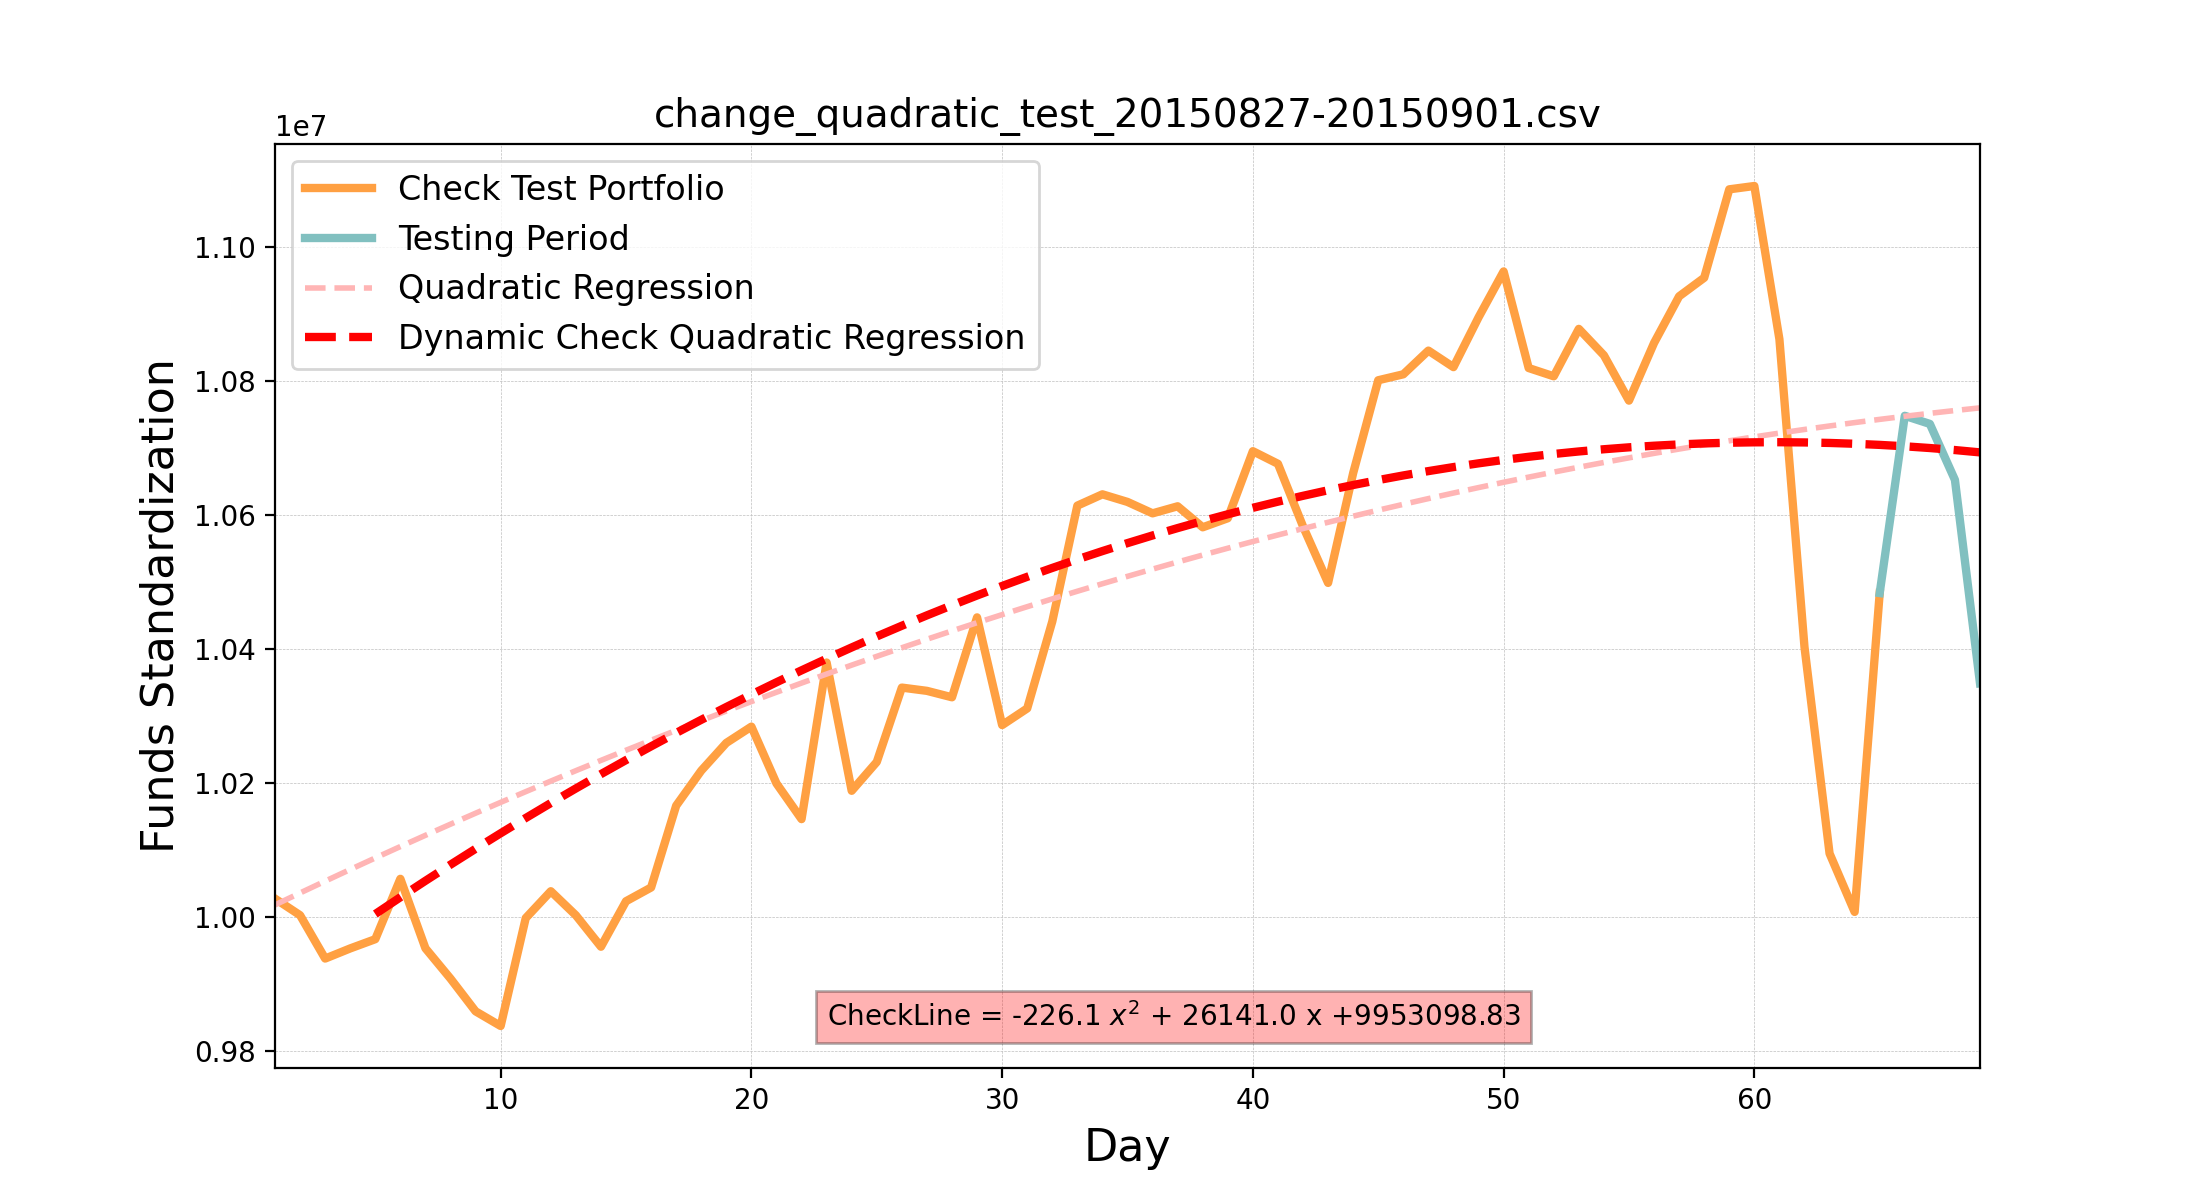 change_quadratic_test_20150827-20150901.csv
1e7
Check Test Portfolio
Testing Period
Quadratic Regression
Dynamic Check Quadratic Regression
1.10
1.08
1.06
1.04
1.02
1.00
0.98
Funds Standardization
CheckLine = -226.1 x² + 26141.0 x +9953098.83
10 20 30 40 50 60
Day